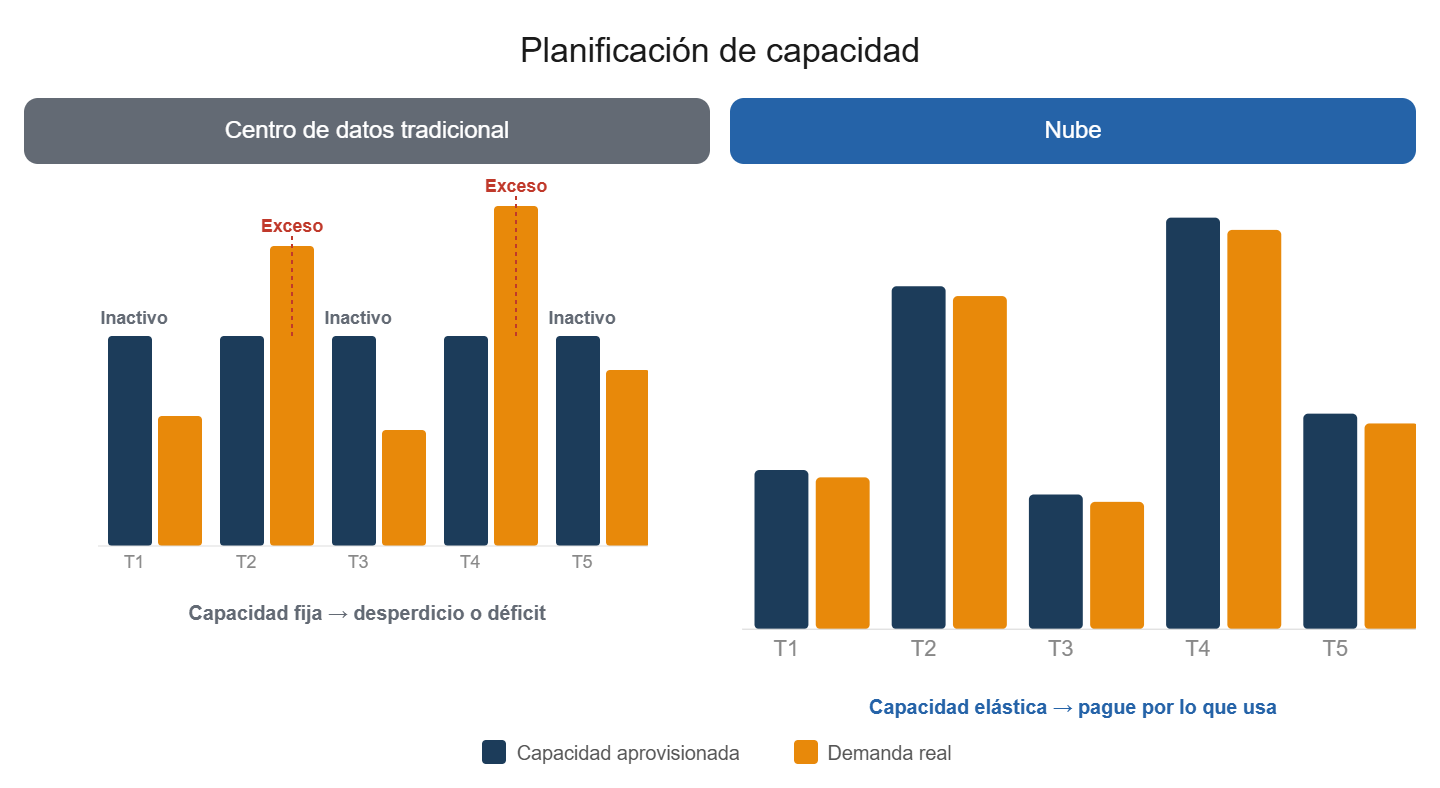 Planificación de capacidad
Centro de datos tradicional
Exceso
Exceso
Inactivo
Inactivo
Inactivo
T1
T2
T3
T4
T5
Capacidad fija → desperdicio o déficit
Nube
T1
T2
T3
T4
T5
Capacidad elástica → pague por lo que usa
Capacidad aprovisionada
Demanda real